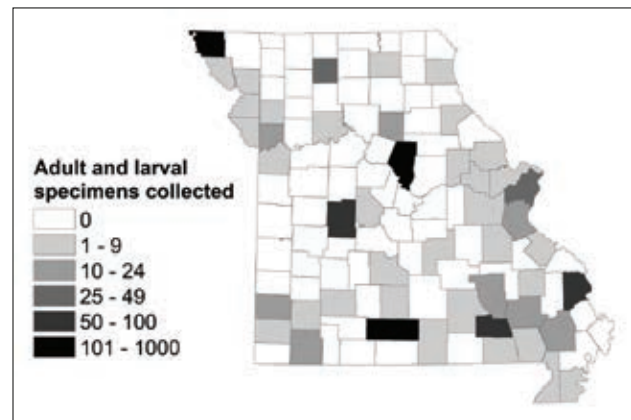 Adult and larval
specimens collected
0
1 - 9
10 - 24
25 - 49
50 - 100
101 - 1000